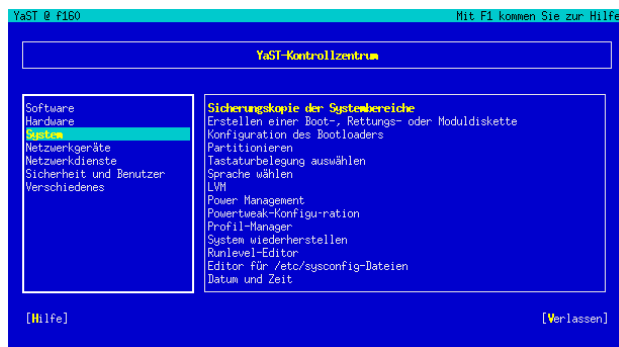 YaST @ f160 Mit F1 kommen Sie zur Hilfe
YaST-Kontrollzentrum
Software
Hardware
System
Netzwerkgeräte
Netzwerkdienste
Sicherheit und Benutzer
Verschiedenes
Sicherungskopie der Systembereiche
Erstellen einer Boot-, Rettungs- oder Moduldiskette
Konfiguration des Bootloaders
Partitionieren
Tastaturbelegung auswählen
Sprache wählen
LVM
Power Management
Powertweak-Konfigu-ration
Profil-Manager
System wiederherstellen
Runlevel-Editor
Editor für /etc/sysconfig-Dateien
Datum und Zeit
[Hilfe] [Verlassen]